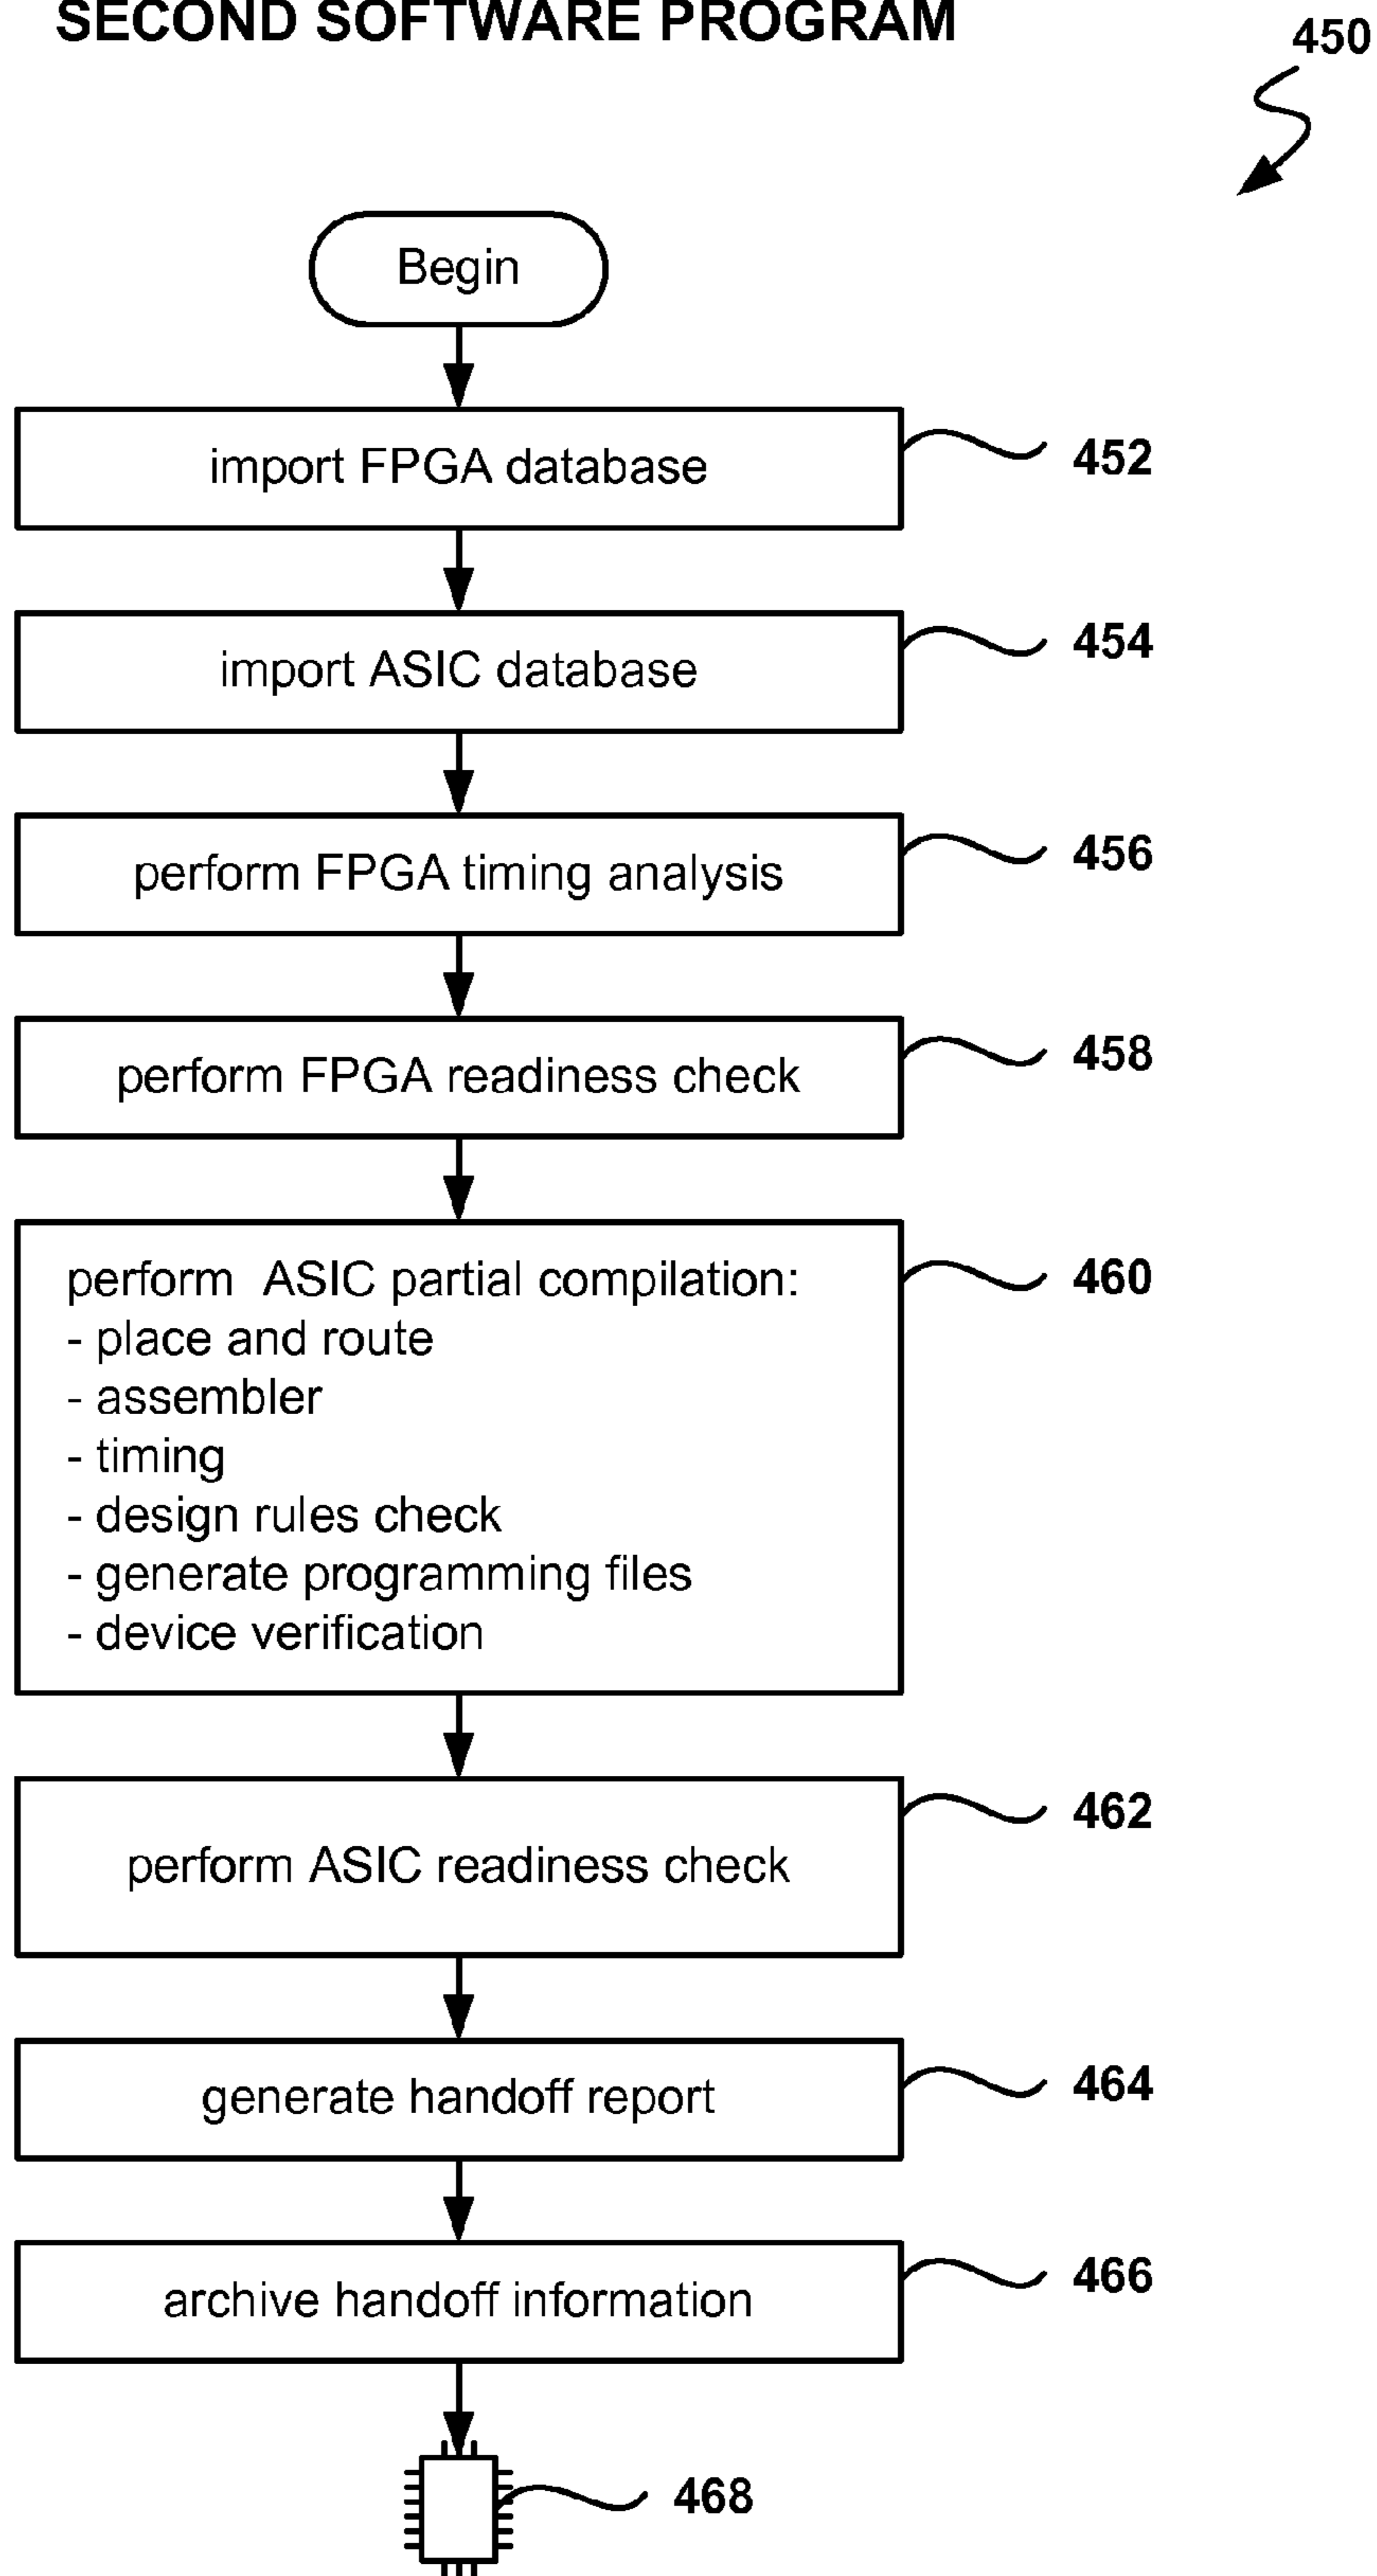 SECOND SOFTWARE PROGRAM
450
Begin
import FPGA database
452
import ASIC database
454
perform FPGA timing analysis
456
perform FPGA readiness check
458
perform ASIC partial compilation:
- place and route
- assembler
- timing
- design rules check
- generate programming files
- device verification
460
perform ASIC readiness check
462
generate handoff report
464
archive handoff information
466
468